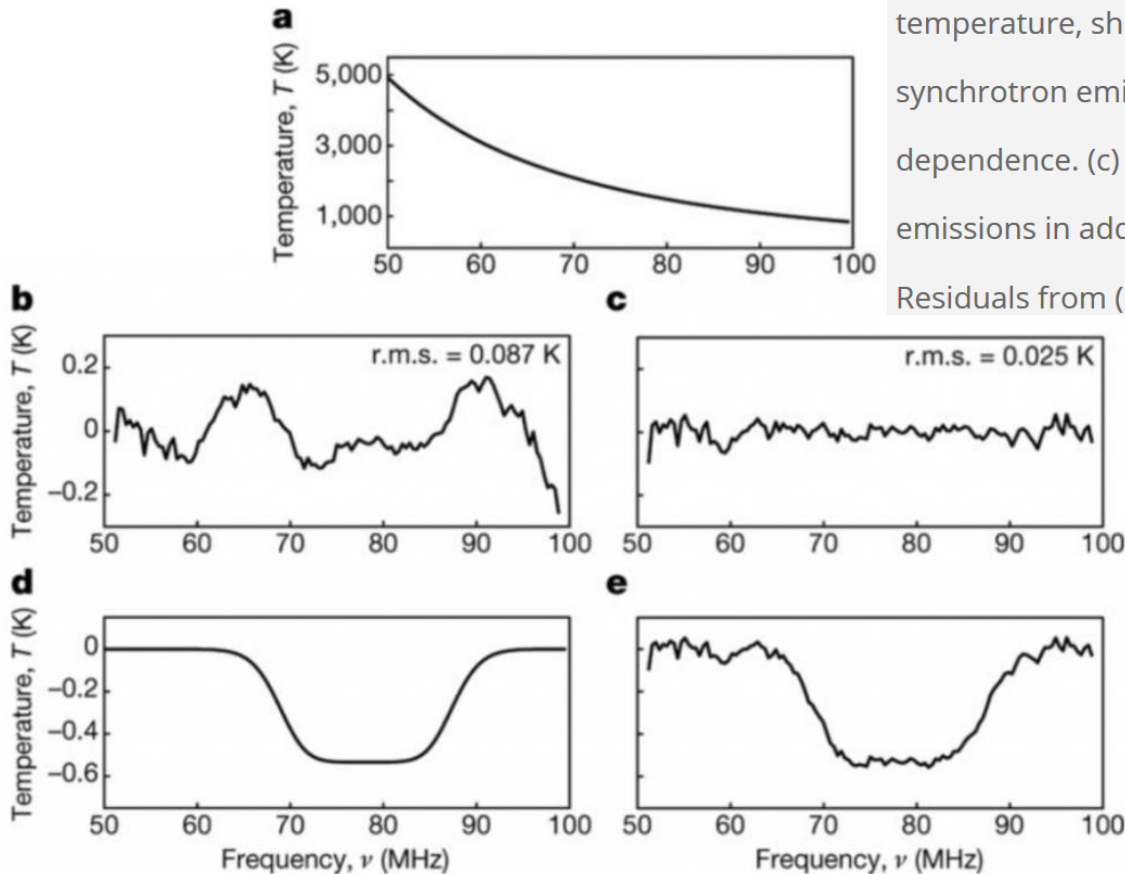 a
Temperature, T (K)
5,000
3,000
1,000
50 60 70 80 90 100
temperature, sh
synchrotron emi
dependence. (c)
emissions in add
Residuals from (
b
Temperature, T (K)
r.m.s. = 0.087 K
0.2
0
−0.2
50 60 70 80 90 100
c
r.m.s. = 0.025 K
50 60 70 80 90 100
d
Temperature, T (K)
0
−0.2
−0.4
−0.6
50 60 70 80 90 100
Frequency, ν (MHz)
e
50 60 70 80 90 100
Frequency, ν (MHz)